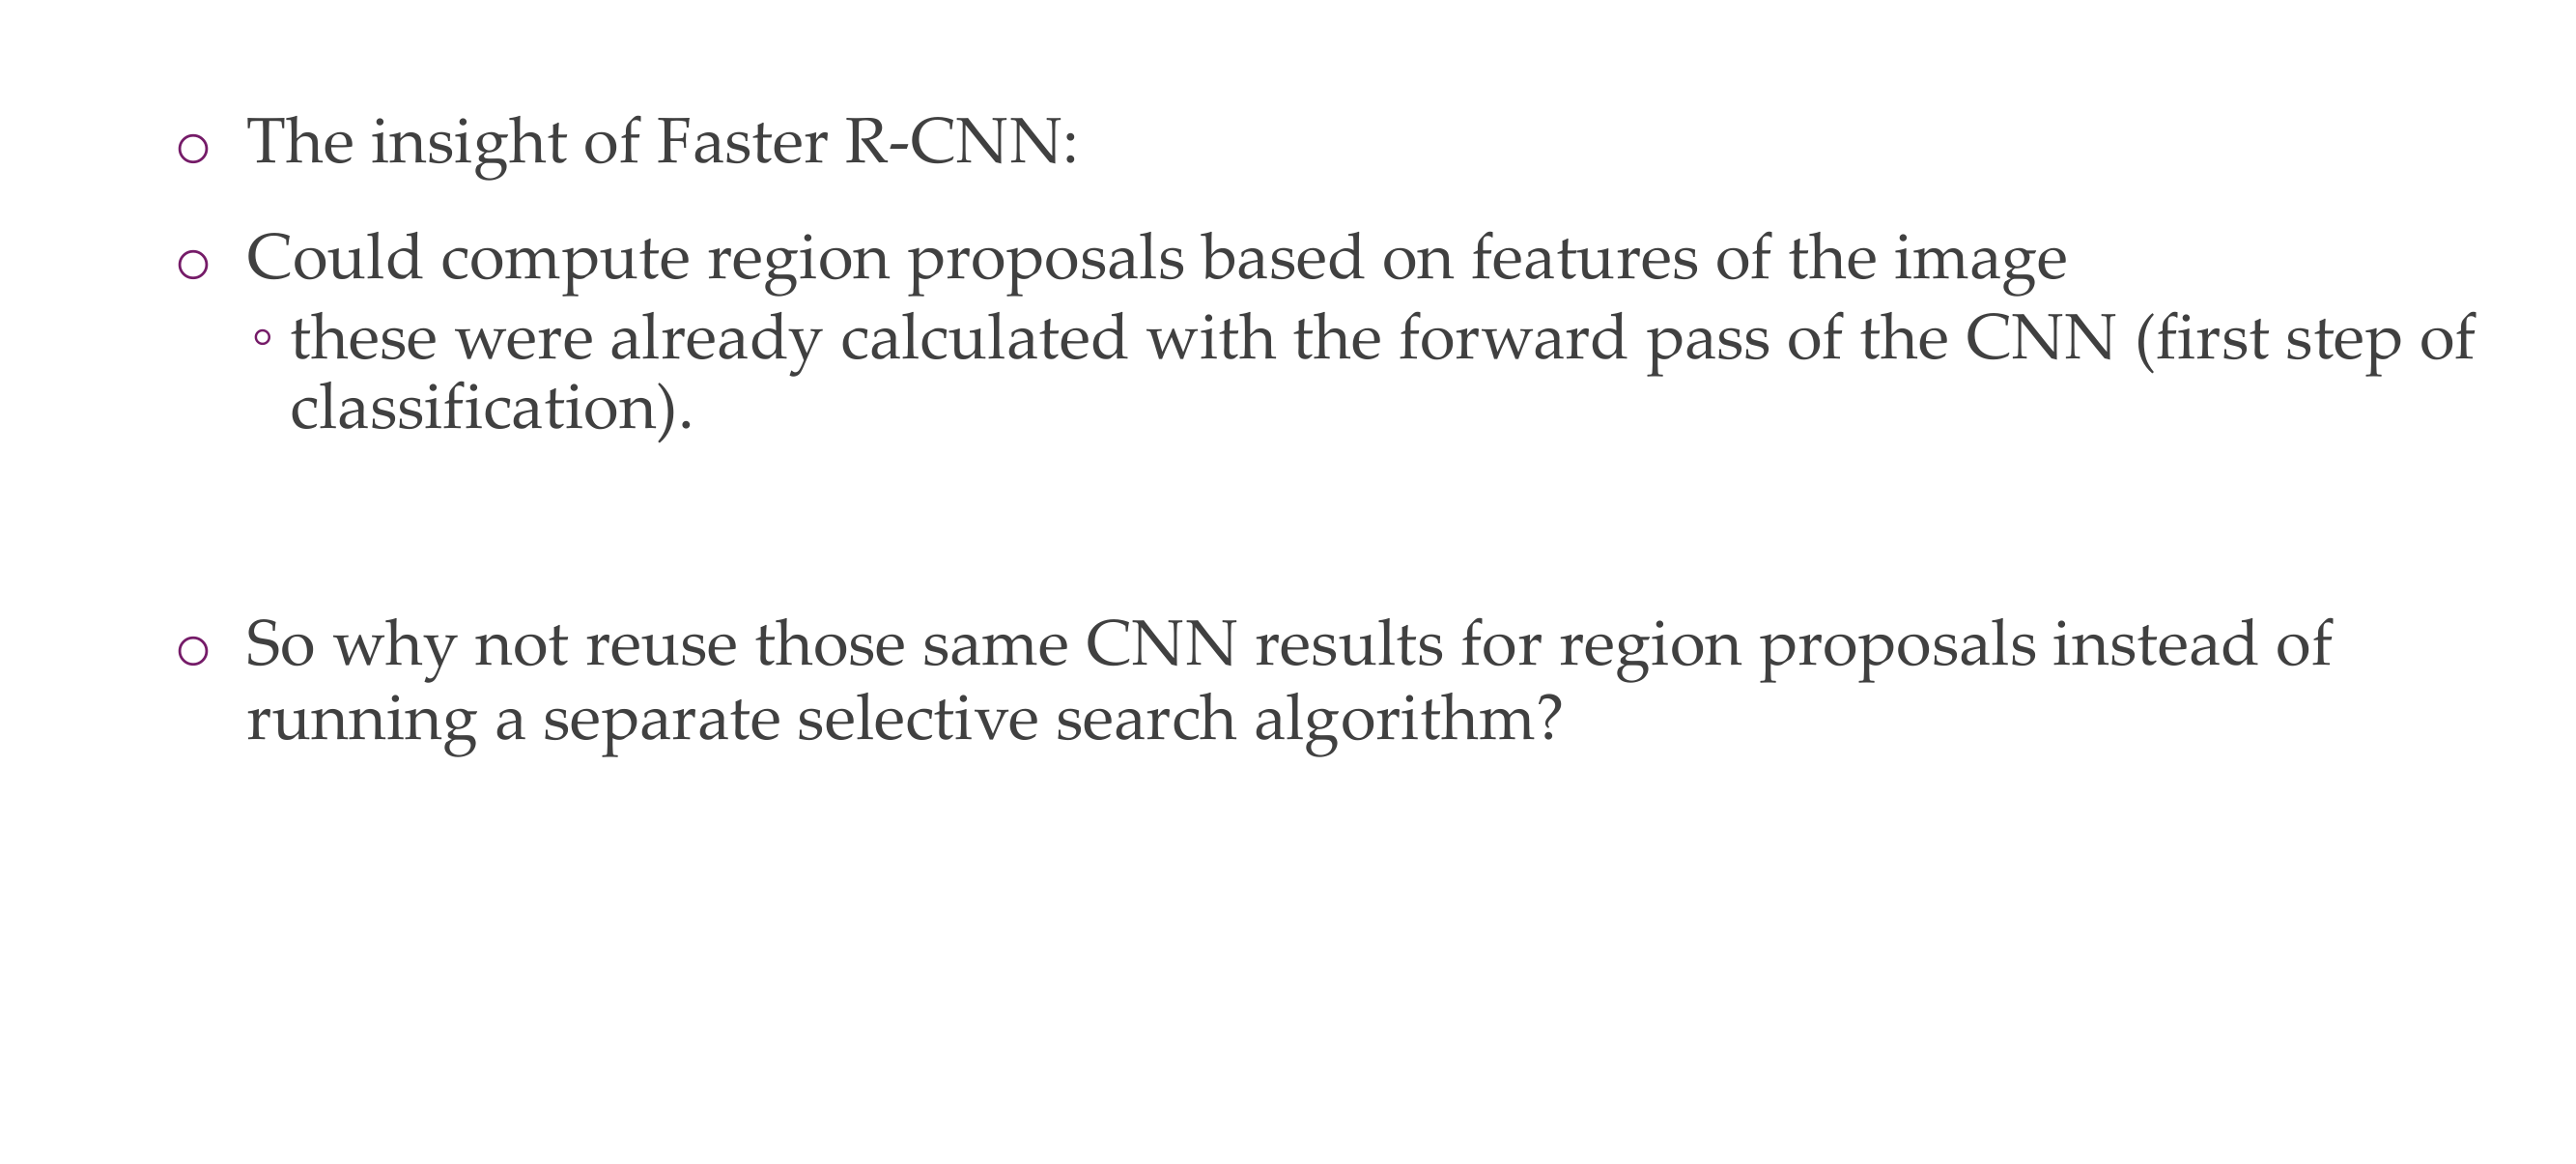 The insight of Faster R-CNN:
Could compute region proposals based on features of the image
these were already calculated with the forward pass of the CNN (first step of
classification).
So why not reuse those same CNN results for region proposals instead of
running a separate selective search algorithm?